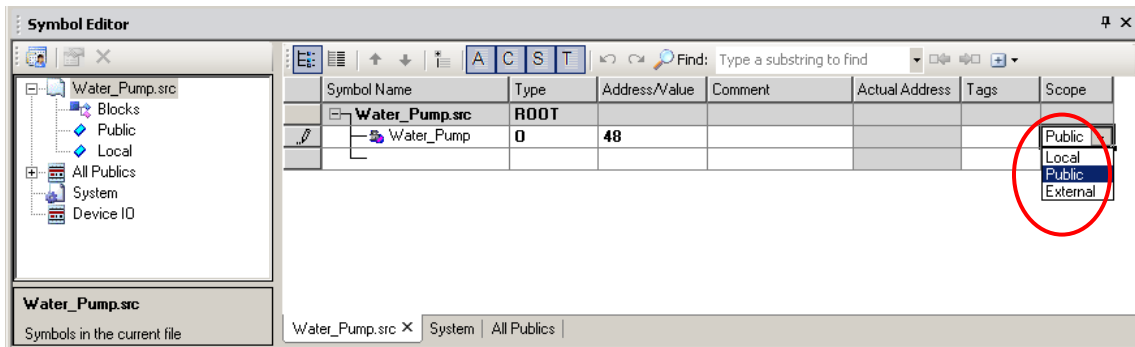 Symbol Editor
A C S T Find: Type a substring to find
Water_Pump.src
Blocks
Public
Local
All Publics
System
Device IO
Symbol Name Type Address/Value Comment Actual Address Tags Scope
Water_Pump.src ROOT
Water_Pump O 48 Public
Local
Public
External
Water_Pump.src
Symbols in the current file
Water_Pump.src System All Publics